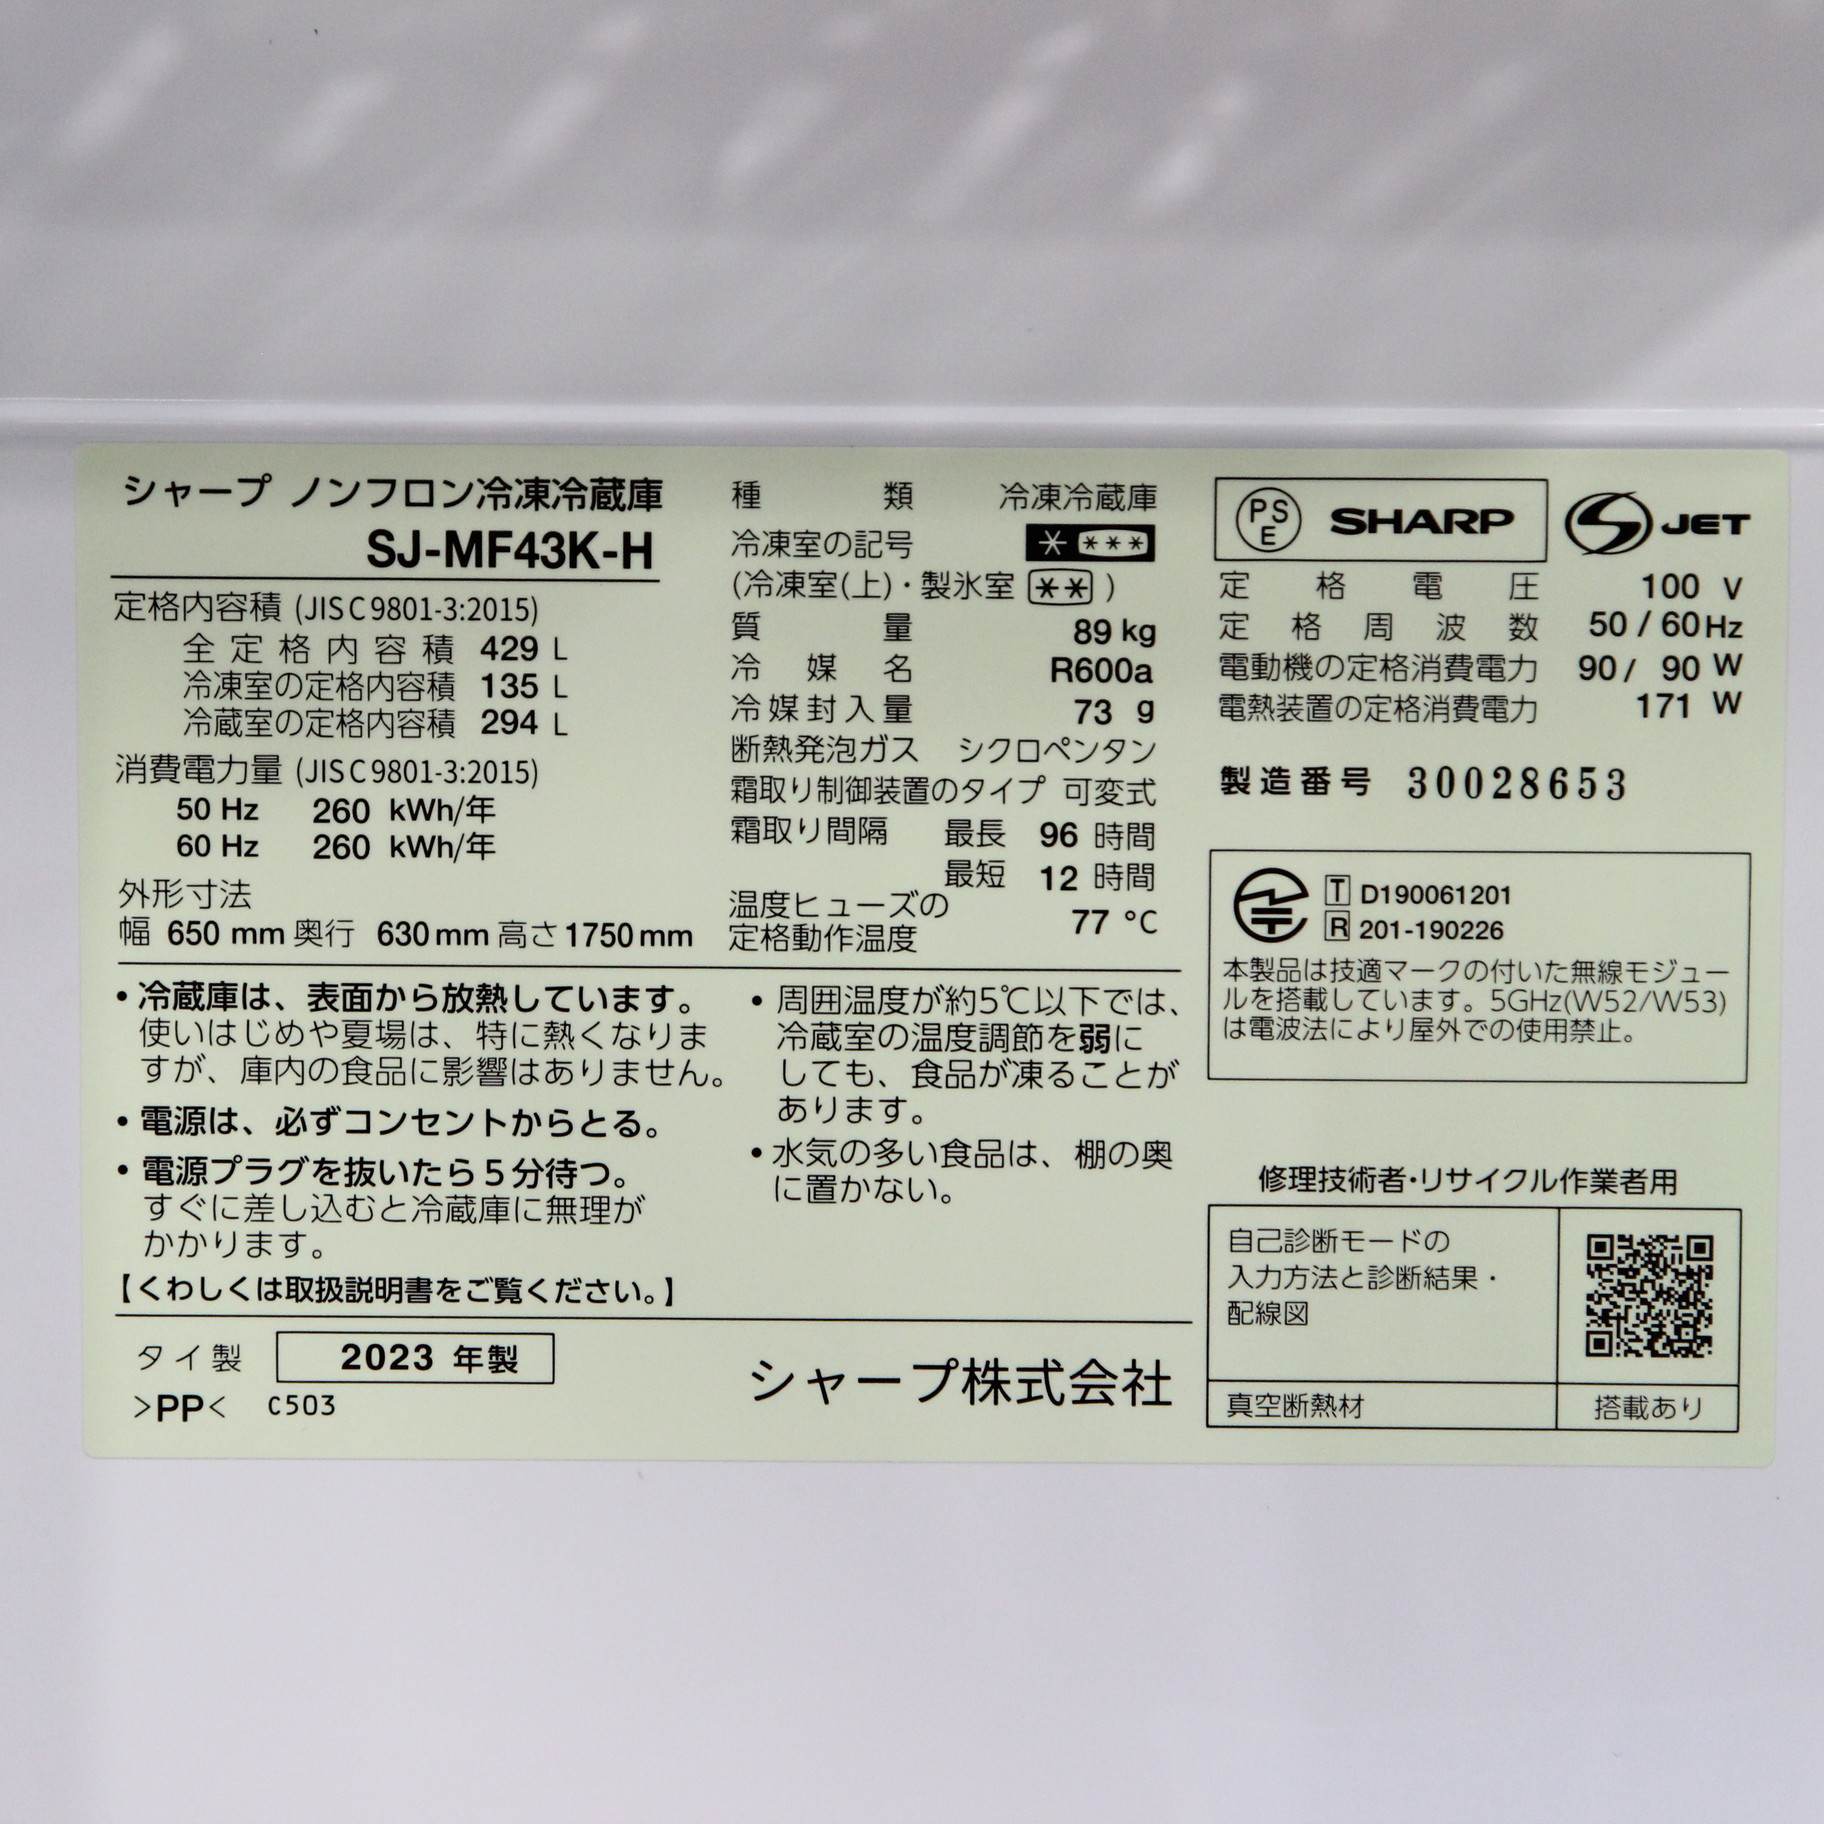 シャープ ノンフロン冷凍冷蔵庫
SJ-MF43K-H
定格内容積 (JIS C 9801-3:2015)
全定格内容積 429 L
冷凍室の定格内容積 135 L
冷蔵室の定格内容積 294 L
消費電力量 (JIS C 9801-3:2015)
50 Hz 260 kWh/年
60 Hz 260 kWh/年
外形寸法
幅 650 mm 奥行 630 mm 高さ 1750 mm
種類 冷凍冷蔵庫
冷凍室の記号 * ***
(冷凍室(上)・製氷室 ** )
質量 89 kg
冷媒名 R600a
冷媒封入量 73 g
断熱発泡ガス シクロペンタン
霜取り制御装置のタイプ 可変式
霜取り間隔 最長 96 時間
最短 12 時間
温度ヒューズの
定格動作温度 77 °C
PSE SHARP
S JET
定格電圧 100 V
定格周波数 50 / 60 Hz
電動機の定格消費電力 90 / 90 W
電熱装置の定格消費電力 171 W
製造番号 30028653
T D190061201
R 201-190226
本製品は技適マークの付いた無線モジュー
ルを搭載しています。5GHz(W52/W53)
は電波法により屋外での使用禁止。
•冷蔵庫は、表面から放熱しています。
使いはじめや夏場は、特に熱くなりま
すが、庫内の食品に影響はありません。
•電源は、必ずコンセントからとる。
•電源プラグを抜いたら5分待つ。
すぐに差し込むと冷蔵庫に無理が
かかります。
【くわしくは取扱説明書をご覧ください。】
•周囲温度が約5℃以下では、
冷蔵室の温度調節を弱に
しても、食品が凍ることが
あります。
•水気の多い食品は、棚の奥
に置かない。
修理技術者・リサイクル作業者用
自己診断モードの
入力方法と診断結果・
配線図
真空断熱材 搭載あり
タイ製 2023 年製
>PP< C503
シャープ株式会社